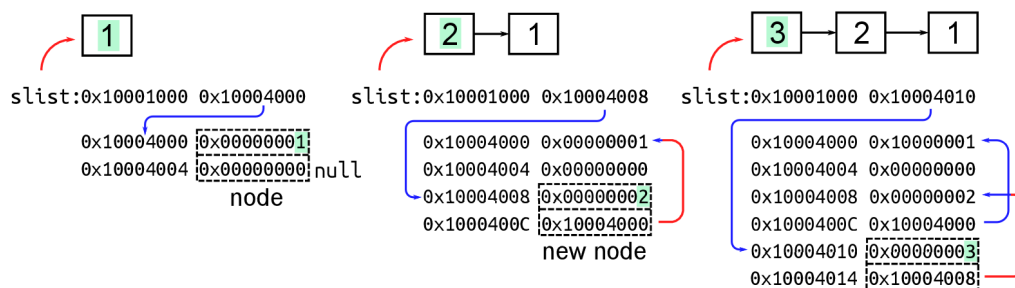 1
slist:0x10001000 0x10004000
0x10004000 0x00000001
0x10004004 0x00000000 null
node
2 1
slist:0x10001000 0x10004008
0x10004000 0x00000001
0x10004004 0x00000000
0x10004008 0x00000002
0x1000400C 0x10004000
new node
3 2 1
slist:0x10001000 0x10004010
0x10004000 0x10000001
0x10004004 0x00000000
0x10004008 0x00000002
0x1000400C 0x10004000
0x10004010 0x00000003
0x10004014 0x10004008